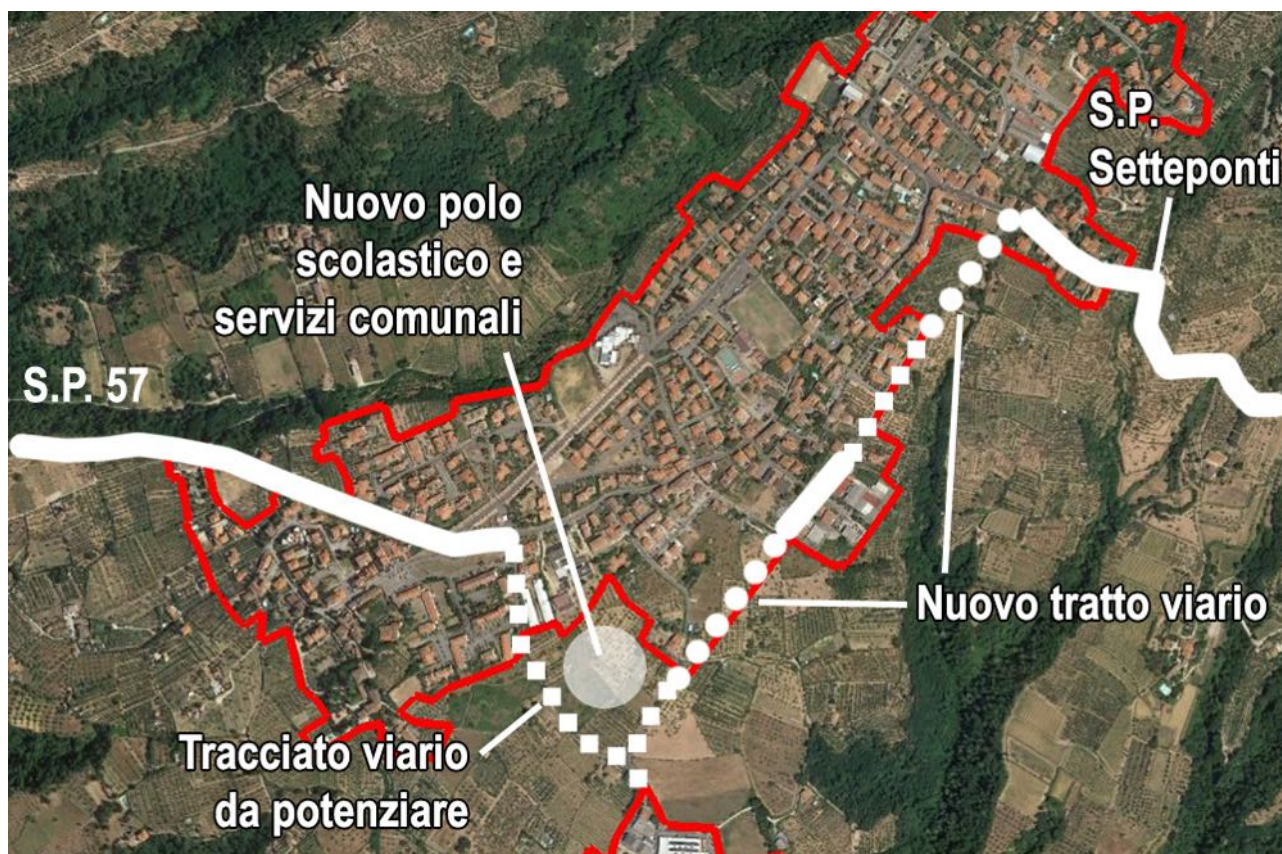 S.P.
Setteponti
Nuovo polo
scolastico e
servizi comunali
S.P. 57
Nuovo tratto viario
Tracciato viario
da potenziare